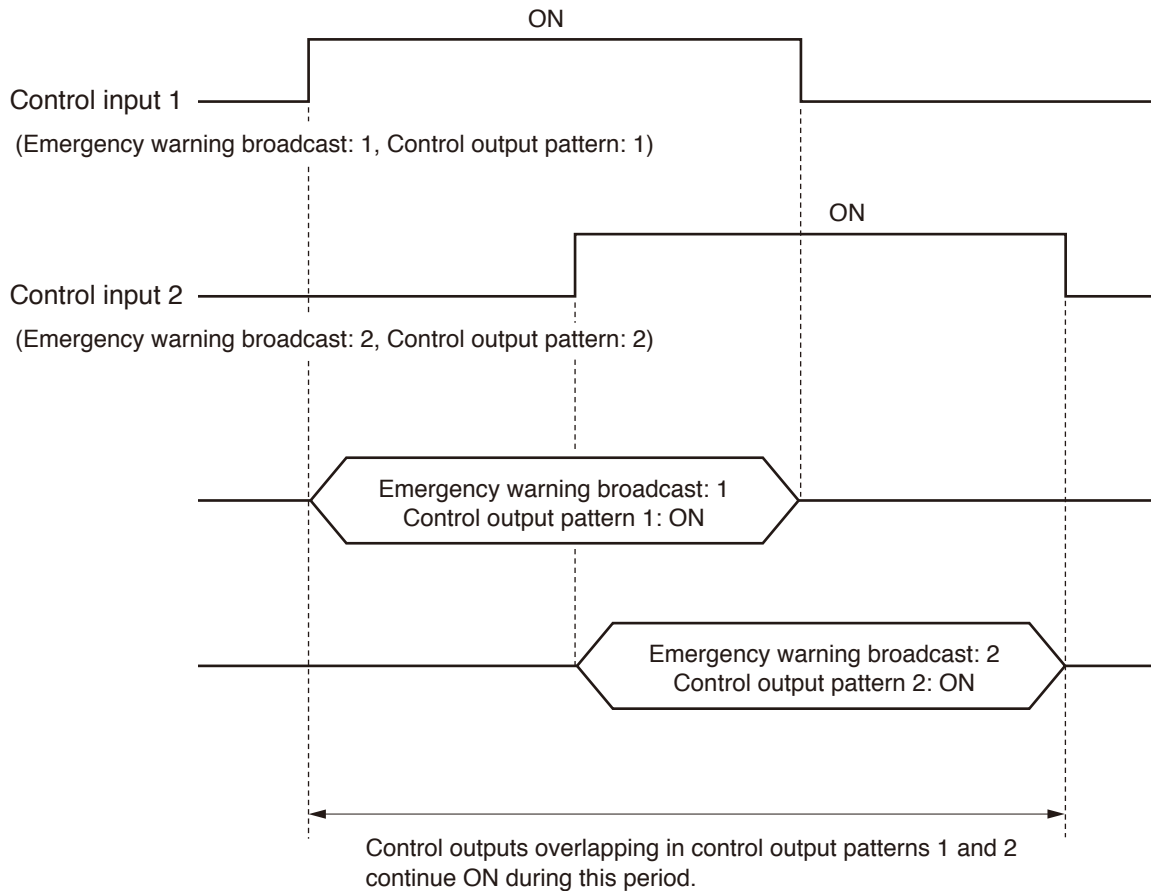 ON
Control input 1
(Emergency warning broadcast: 1, Control output pattern: 1)
ON
Control input 2
(Emergency warning broadcast: 2, Control output pattern: 2)
Emergency warning broadcast: 1
Control output pattern 1: ON
Emergency warning broadcast: 2
Control output pattern 2: ON
Control outputs overlapping in control output patterns 1 and 2
continue ON during this period.